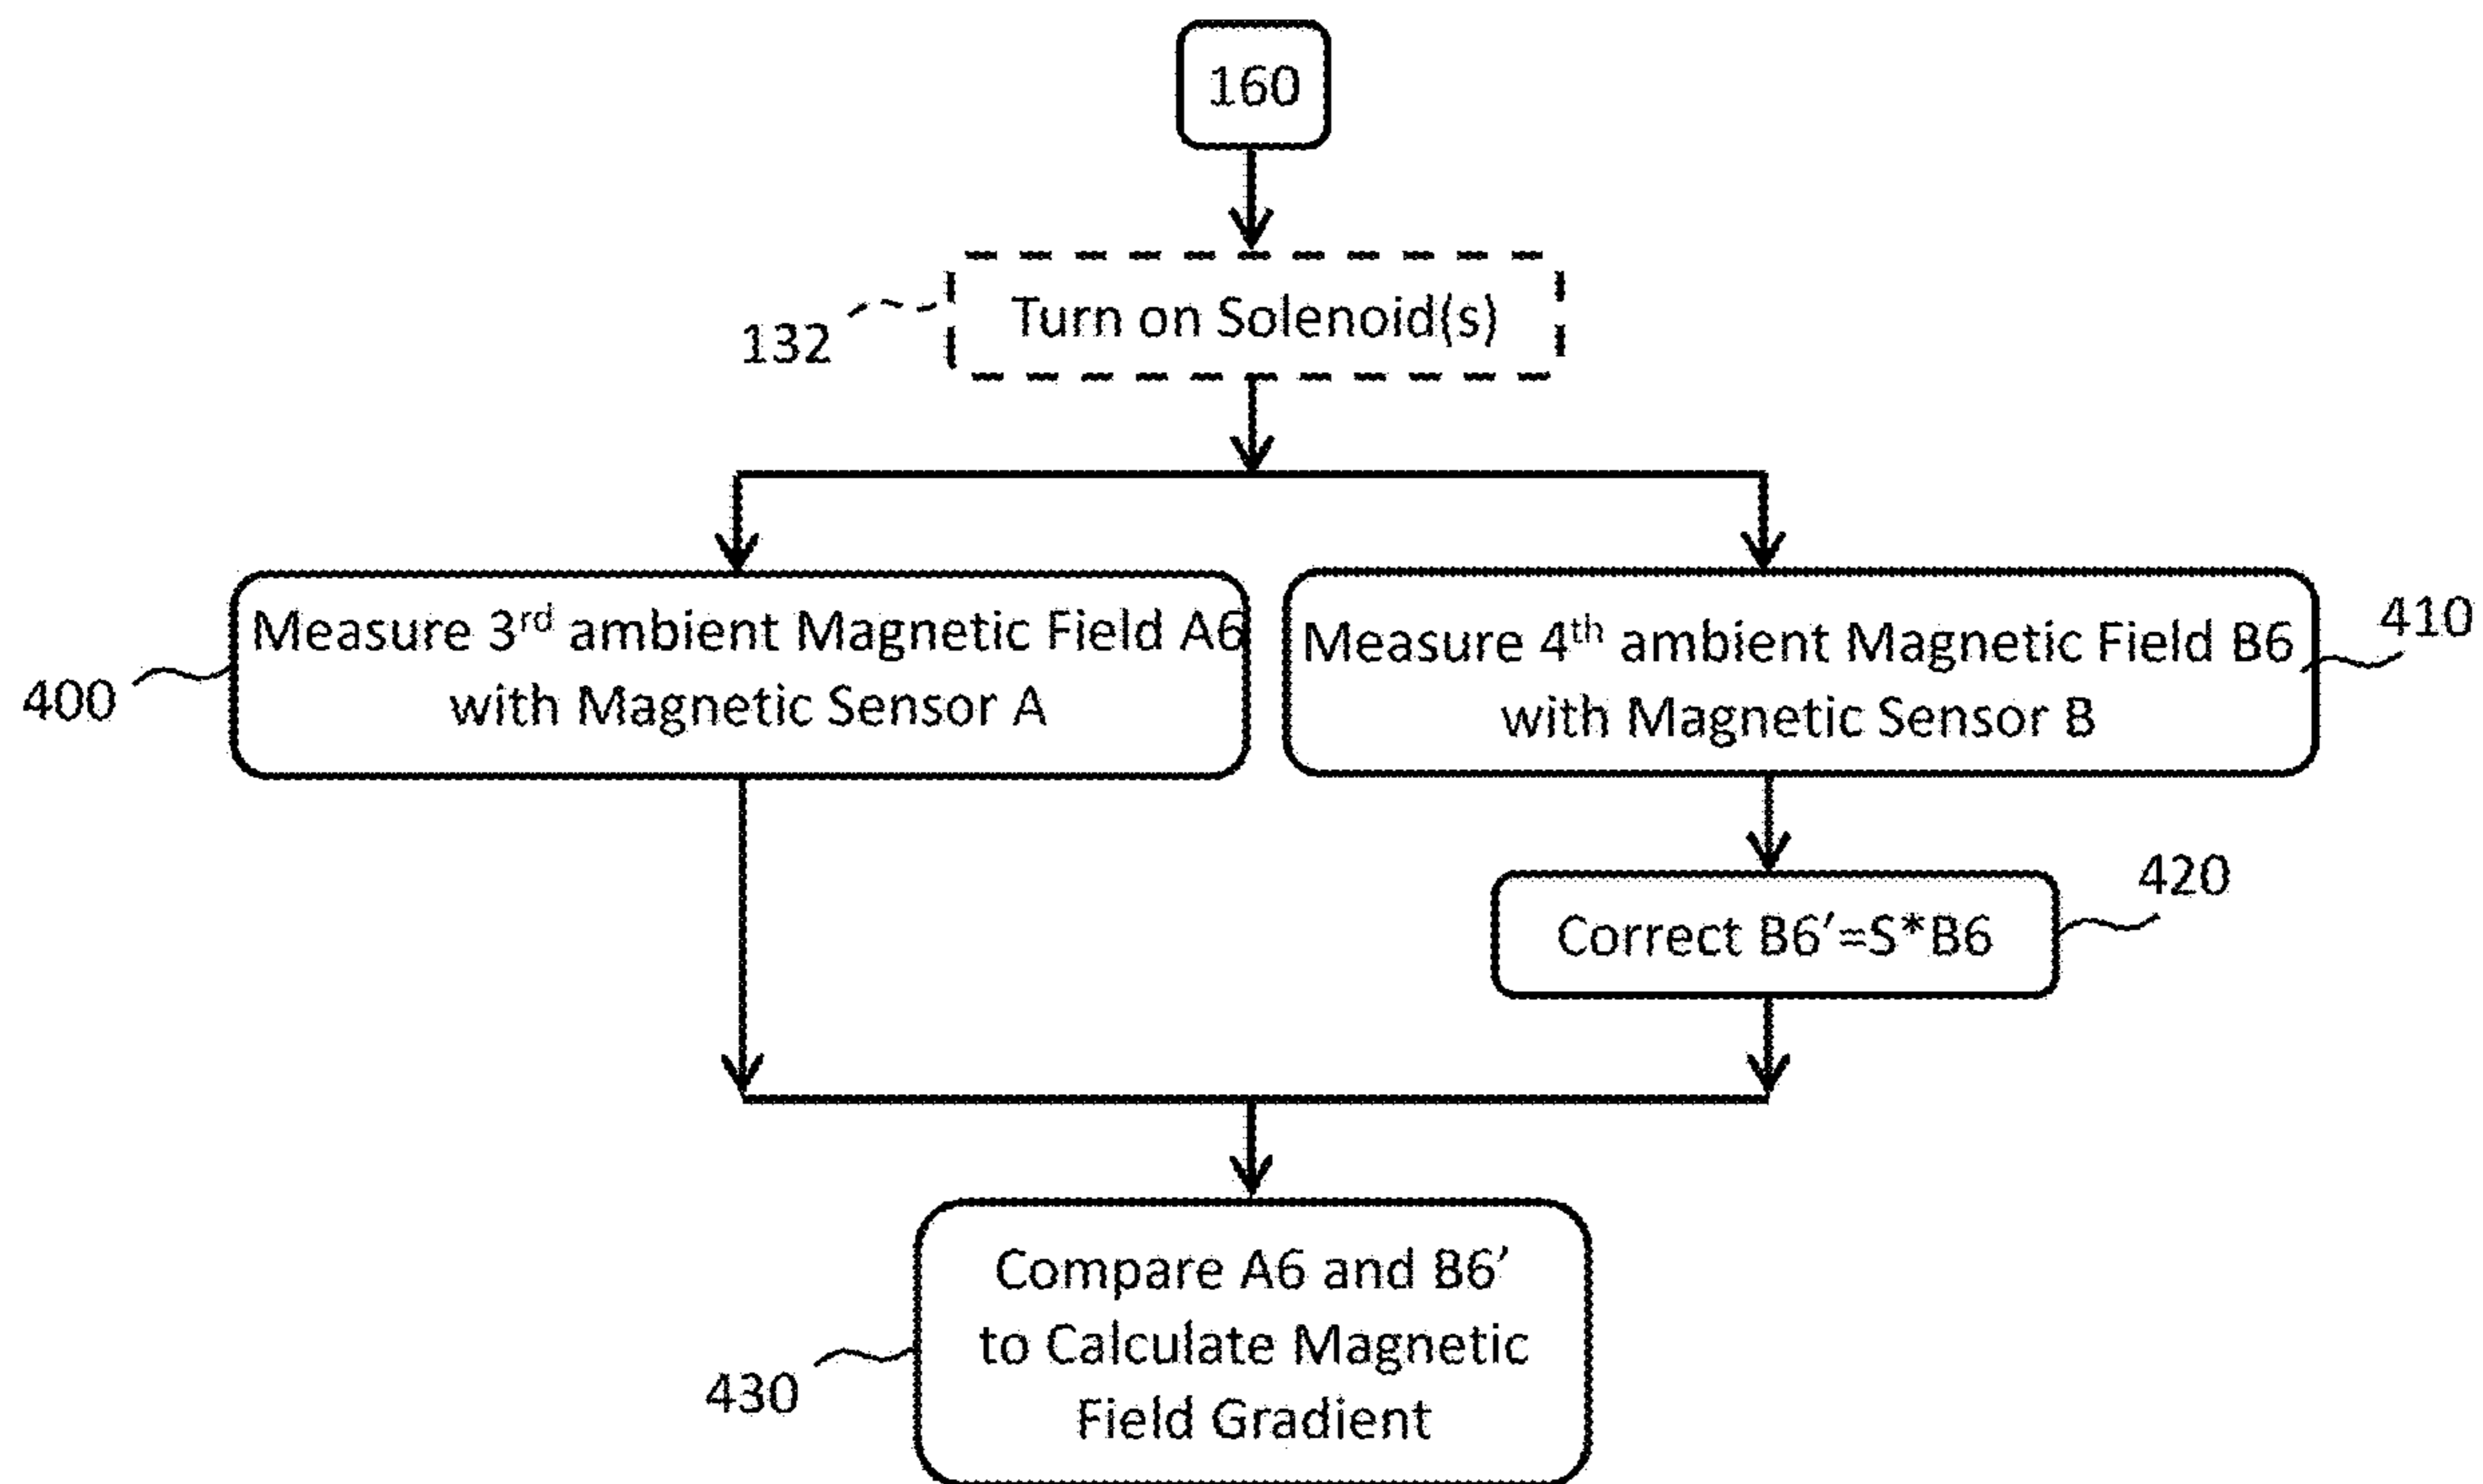 160
Turn on Solenoid(s)
132
Measure 3rd ambient Magnetic Field A6
with Magnetic Sensor A
400
Measure 4th ambient Magnetic Field B6
with Magnetic Sensor B
410
Correct B6'=S*B6
420
Compare A6 and B6'
to Calculate Magnetic
Field Gradient
430